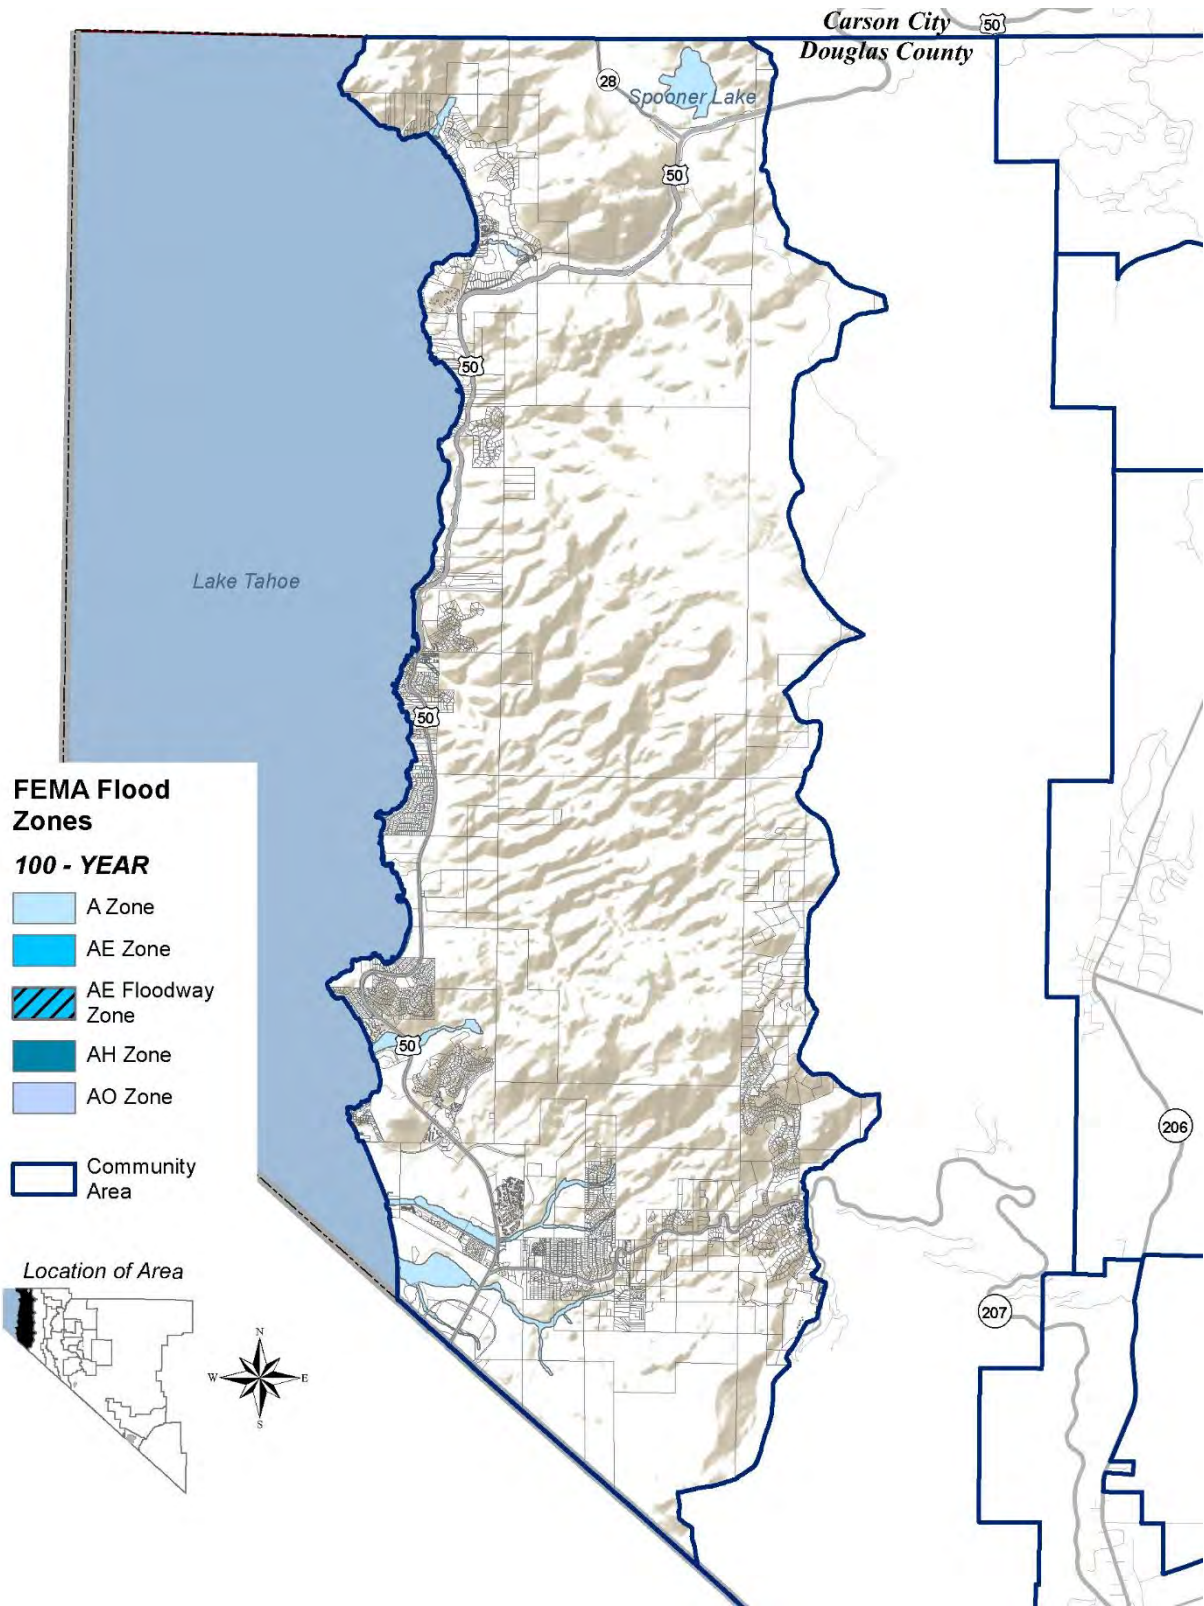 Carson City
50
Douglas County
28
Spooner Lake
50
50
Lake Tahoe
50
FEMA Flood
Zones
100 - YEAR
A Zone
AE Zone
AE Floodway
Zone
AH Zone
AO Zone
Community
Area
50
206
Location of Area
207
N
W
E
S